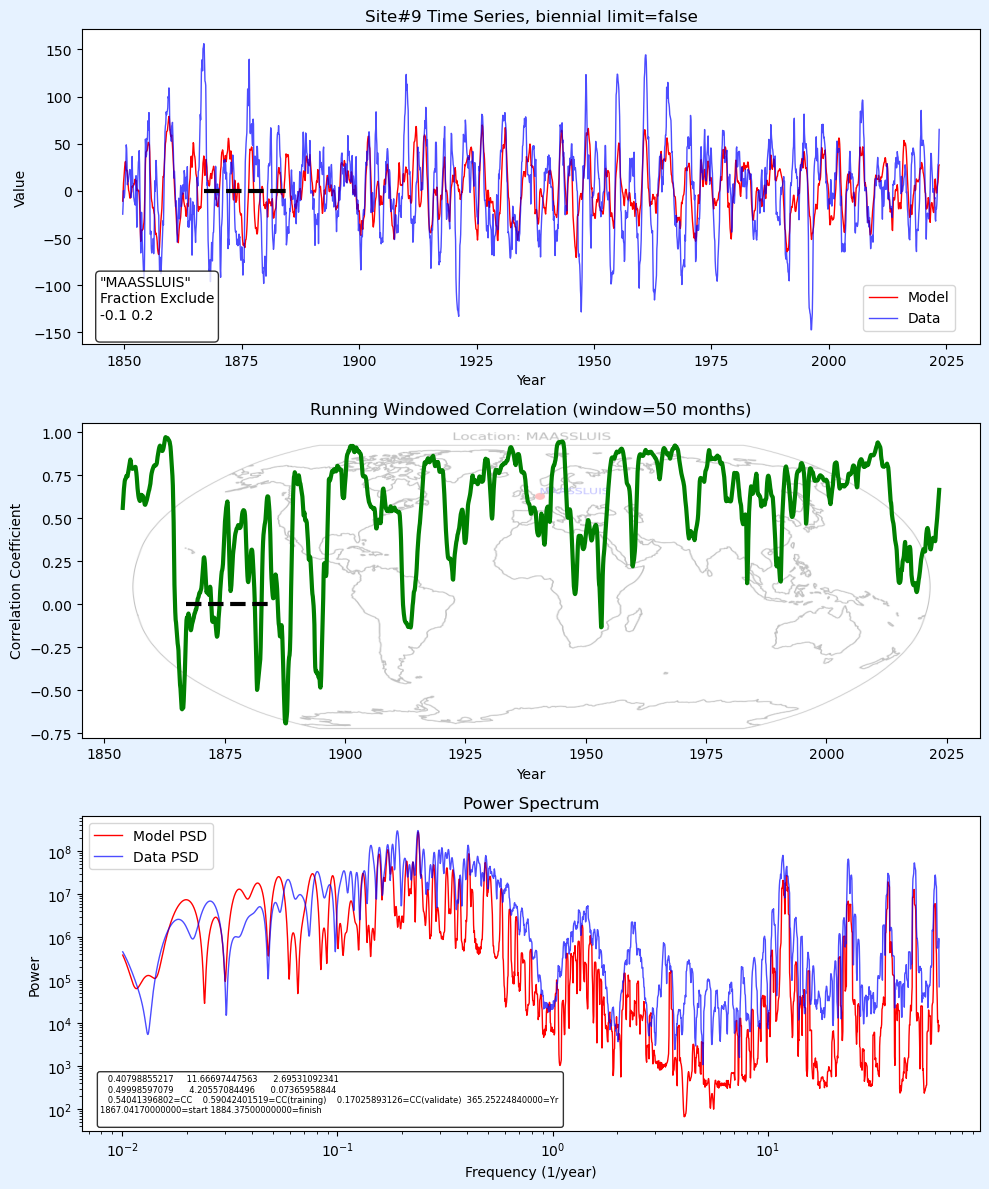 Site#9 Time Series, biennial limit=false
150
100
50
0
−50
−100
−150
Value
"MAASSLUIS"
Fraction Exclude
-0.1 0.2
Model
Data
1850
1875
1900
1925
1950
1975
2000
2025
Year
Running Windowed Correlation (window=50 months)
1.00
0.75
0.50
0.25
0.00
−0.25
−0.50
−0.75
Correlation Coefficient
Location: MAASSLUIS
MAASSLUIS
1850
1875
1900
1925
1950
1975
2000
2025
Year
Power Spectrum
Model PSD
Data PSD
10⁸
10⁷
10⁶
10⁵
10⁴
10³
10²
Power
0.40798855217 11.66697447563 2.69531092341
0.49998597079 4.20557084496 0.07365958844
0.54041396802=CC 0.59042401519=CC(training) 0.17025893126=CC(validate) 365.25224840000=Yr
1867.04170000000=start 1884.37500000000=finish
10⁻²
10⁻¹
10⁰
10¹
Frequency (1/year)